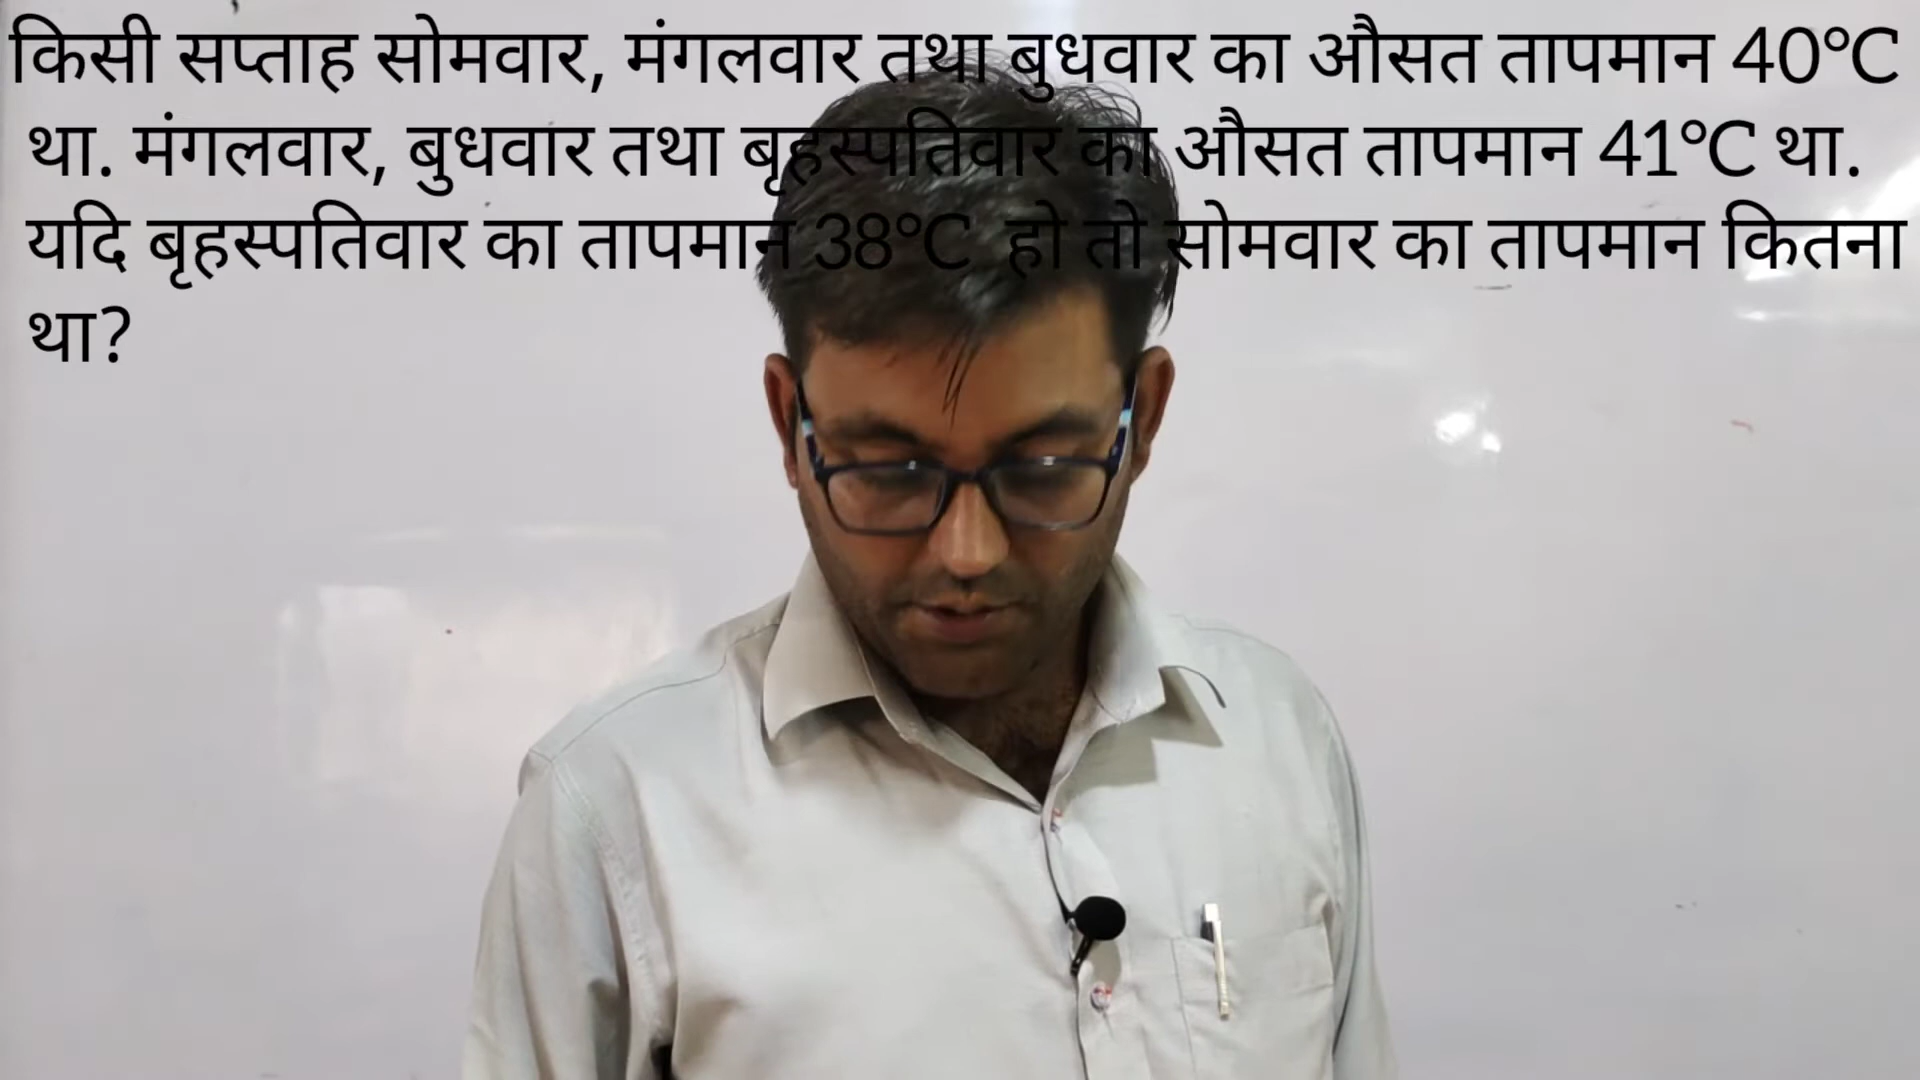 किसी सप्ताह सोमवार, मंगलवार तथा बुधवार का औसत तापमान 40°C
था. मंगलवार, बुधवार तथा बृहस्पतिवार का औसत तापमान 41°C था.
यदि बृहस्पतिवार का तापमान 38°C हो तो सोमवार का तापमान कितना
था?